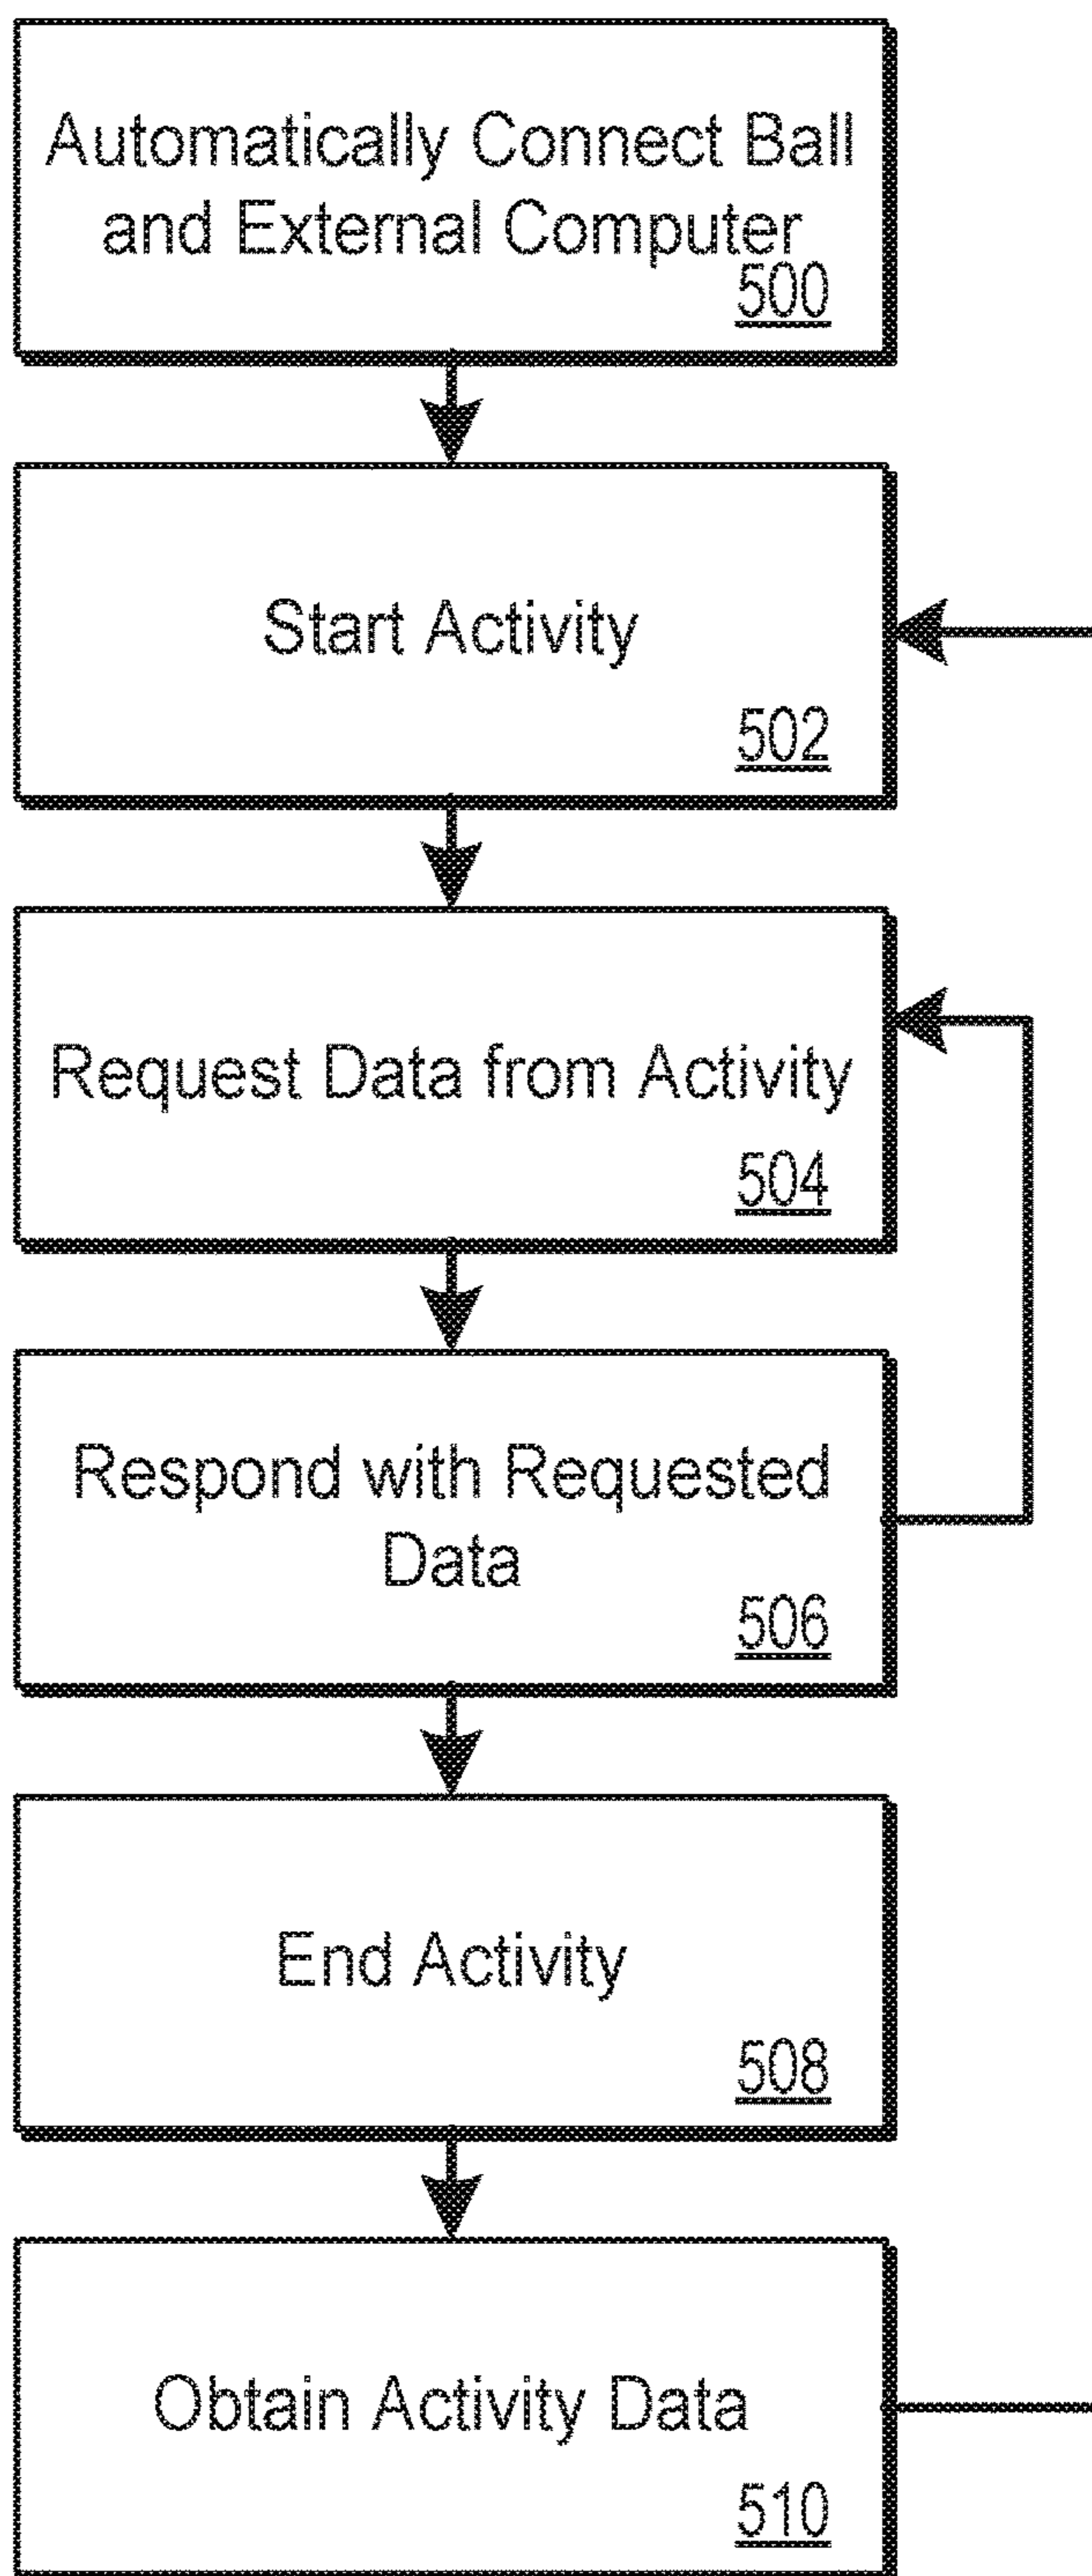 Automatically Connect Ball
and External Computer
500
Start Activity
502
Request Data from Activity
504
Respond with Requested
Data
506
End Activity
508
Obtain Activity Data
510